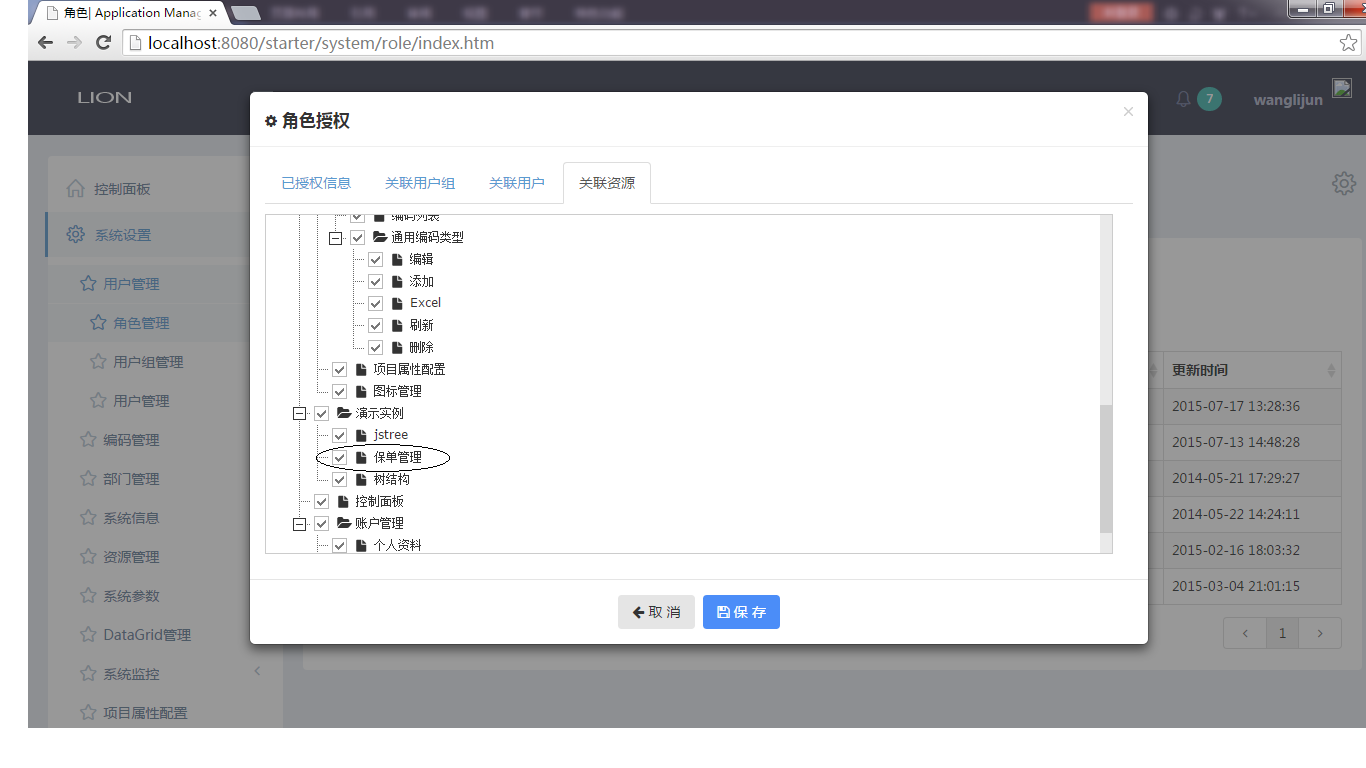 角色| Application Manag
localhost:8080/starter/system/role/index.htm
LION
7
wanglijun
角色授权
已授权信息 关联用户组 关联用户 关联资源
编码列表
通用编码类型
编辑
添加
Excel
刷新
删除
项目属性配置
图标管理
演示实例
jstree
保单管理
树结构
控制面板
账户管理
个人资料
取 消 保 存
控制面板
系统设置
用户管理
角色管理
用户组管理
用户管理
编码管理
部门管理
系统信息
资源管理
系统参数
DataGrid管理
系统监控
项目属性配置
更新时间
2015-07-17 13:28:36
2015-07-13 14:48:28
2014-05-21 17:29:27
2014-05-22 14:24:11
2015-02-16 18:03:32
2015-03-04 21:01:15
1